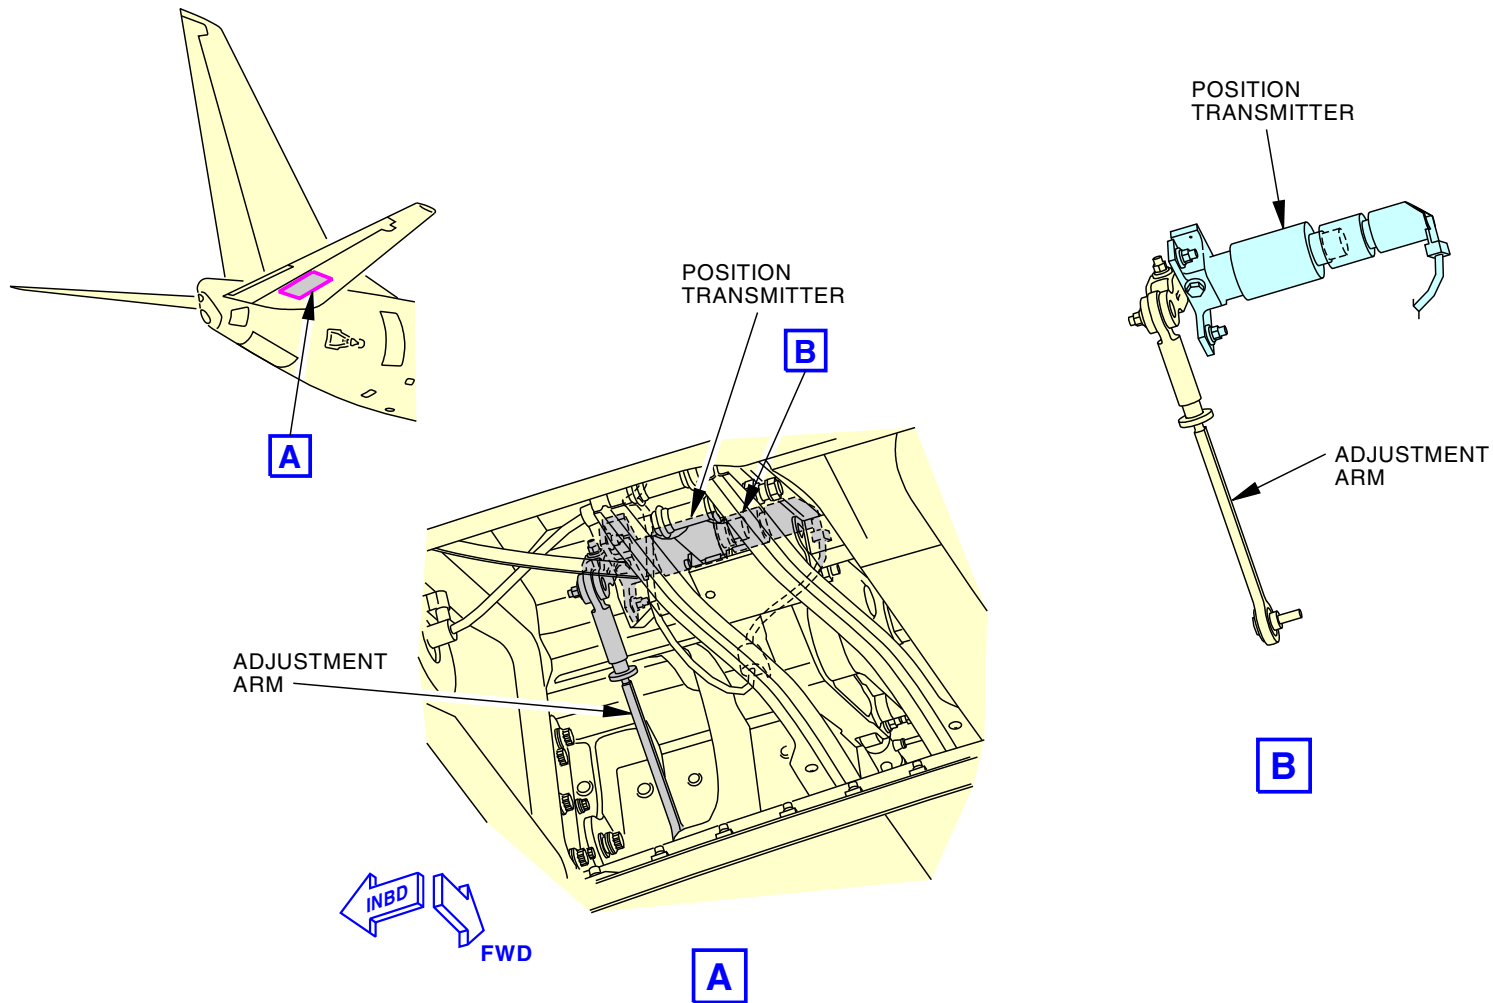 POSITION
TRANSMITTER
POSITION
TRANSMITTER
B
A
ADJUSTMENT
ARM
ADJUSTMENT
ARM
B
INBD
FWD
A